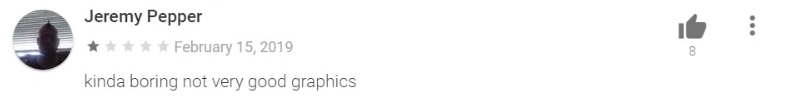 Jeremy Pepper
February 15, 2019
8
kinda boring not very good graphics